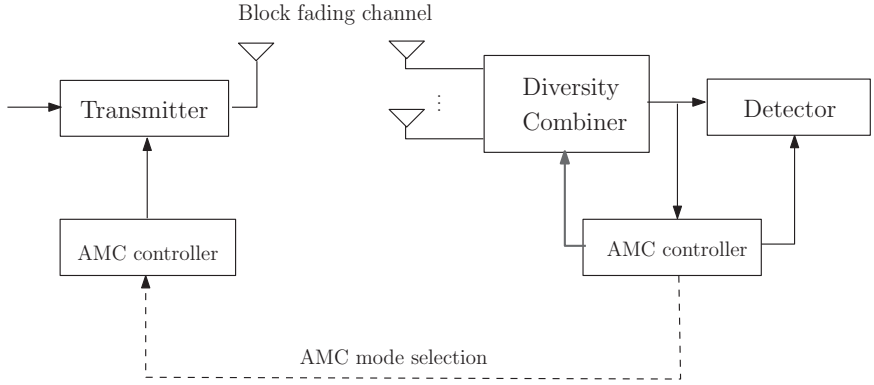 Block fading channel
Transmitter
Diversity
Combiner
Detector
AMC controller
AMC controller
AMC mode selection